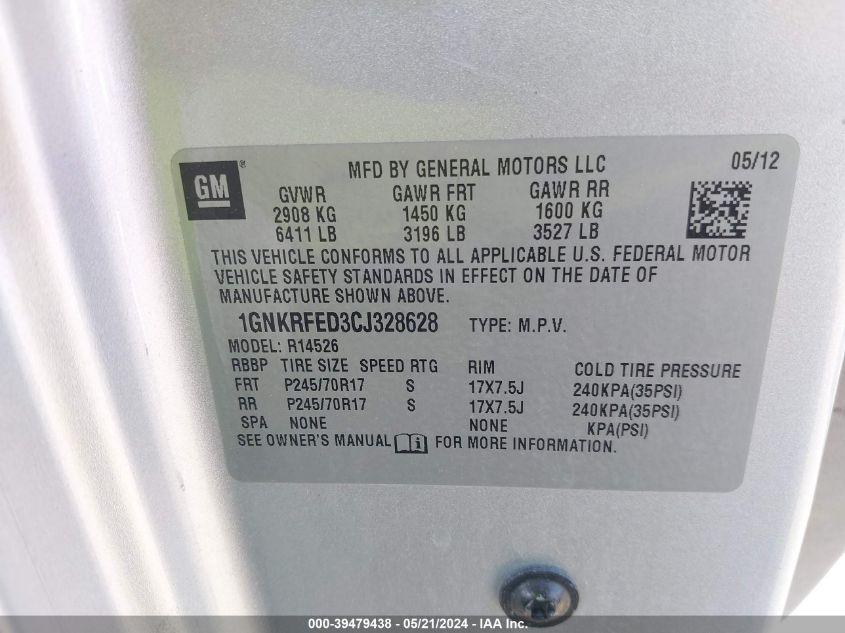 GM ®
MFD BY GENERAL MOTORS LLC 05/12
GVWR GAWR FRT GAWR RR
2908 KG 1450 KG 1600 KG
6411 LB 3196 LB 3527 LB
THIS VEHICLE CONFORMS TO ALL APPLICABLE U.S. FEDERAL MOTOR
VEHICLE SAFETY STANDARDS IN EFFECT ON THE DATE OF
MANUFACTURE SHOWN ABOVE.
1GNKRFED3CJ328628 TYPE: M.P.V.
MODEL: R14526
RBBP TIRE SIZE SPEED RTG RIM COLD TIRE PRESSURE
FRT P245/70R17 S 17X7.5J 240KPA(35PSI)
RR P245/70R17 S 17X7.5J 240KPA(35PSI)
SPA NONE NONE KPA(PSI)
SEE OWNER'S MANUAL i FOR MORE INFORMATION.
000-39479438 - 05/21/2024 - IAA Inc.